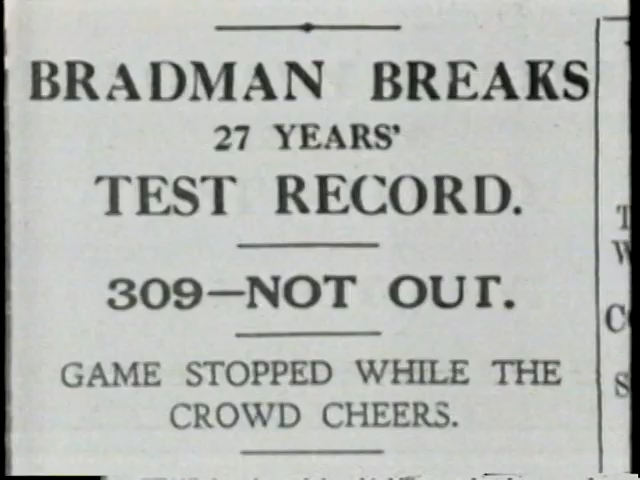 BRADMAN BREAKS
27 YEARS'
TEST RECORD.
309—NOT OUT.
GAME STOPPED WHILE THE
CROWD CHEERS.